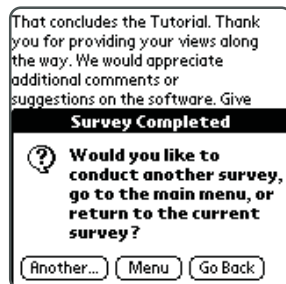 That concludes the Tutorial. Thank
you for providing your views along
the way. We would appreciate
additional comments or
suggestions on the software. Give
Survey Completed
Would you like to
conduct another survey,
go to the main menu, or
return to the current
survey?
Another... Menu Go Back